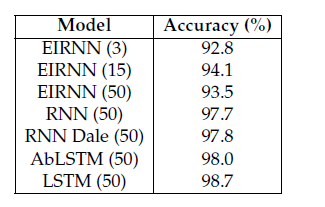 Model Accuracy (%)
EIRNN (3) 92.8
EIRNN (15) 94.1
EIRNN (50) 93.5
RNN (50) 97.7
RNN Dale (50) 97.8
AbLSTM (50) 98.0
LSTM (50) 98.7